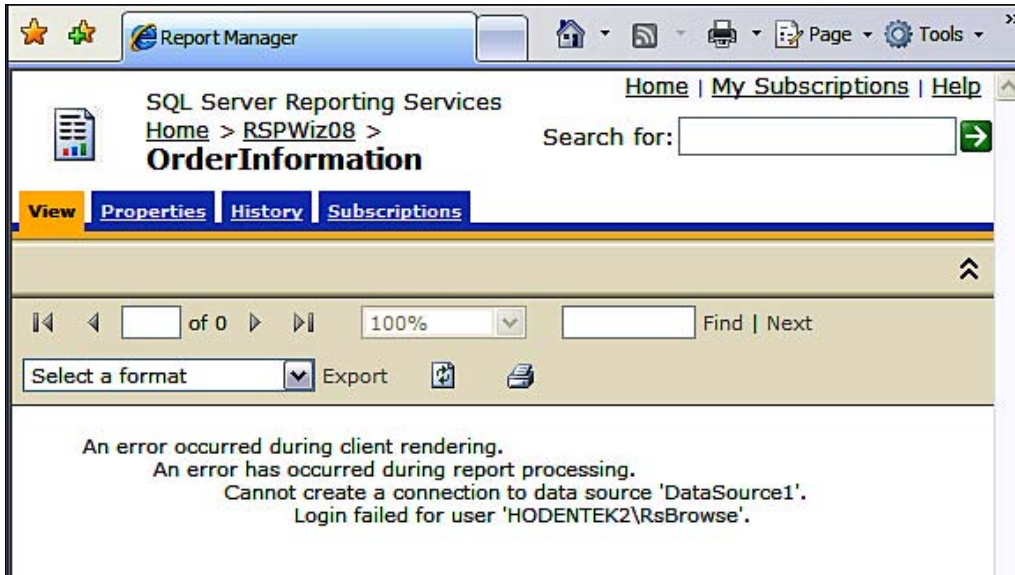 Report Manager
Page
Tools
»
Home | My Subscriptions | Help
SQL Server Reporting Services
Home > RSPWiz08 >
Search for:
OrderInformation
View Properties History Subscriptions
of 0
100%
Find | Next
Select a format
Export
An error occurred during client rendering.
An error has occurred during report processing.
Cannot create a connection to data source 'DataSource1'.
Login failed for user 'HODENTEK2\RsBrowse'.